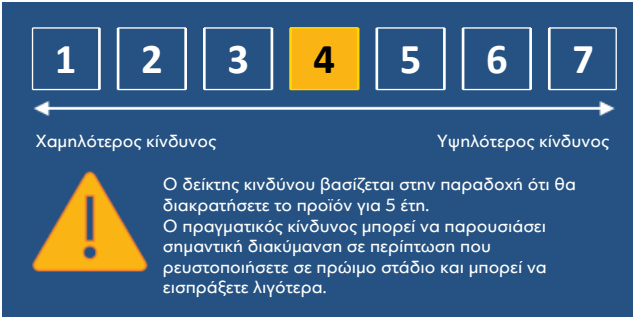 1 2 3 4 5 6 7
Χαμηλότερος κίνδυνος Υψηλότερος κίνδυνος
Ο δείκτης κινδύνου βασίζεται στην παραδοχή ότι θα
διακρατήσετε το προϊόν για 5 έτη.
Ο πραγματικός κίνδυνος μπορεί να παρουσιάσει
σημαντική διακύμανση σε περίπτωση που
ρευστοποιήσετε σε πρώιμο στάδιο και μπορεί να
εισπράξετε λιγότερα.